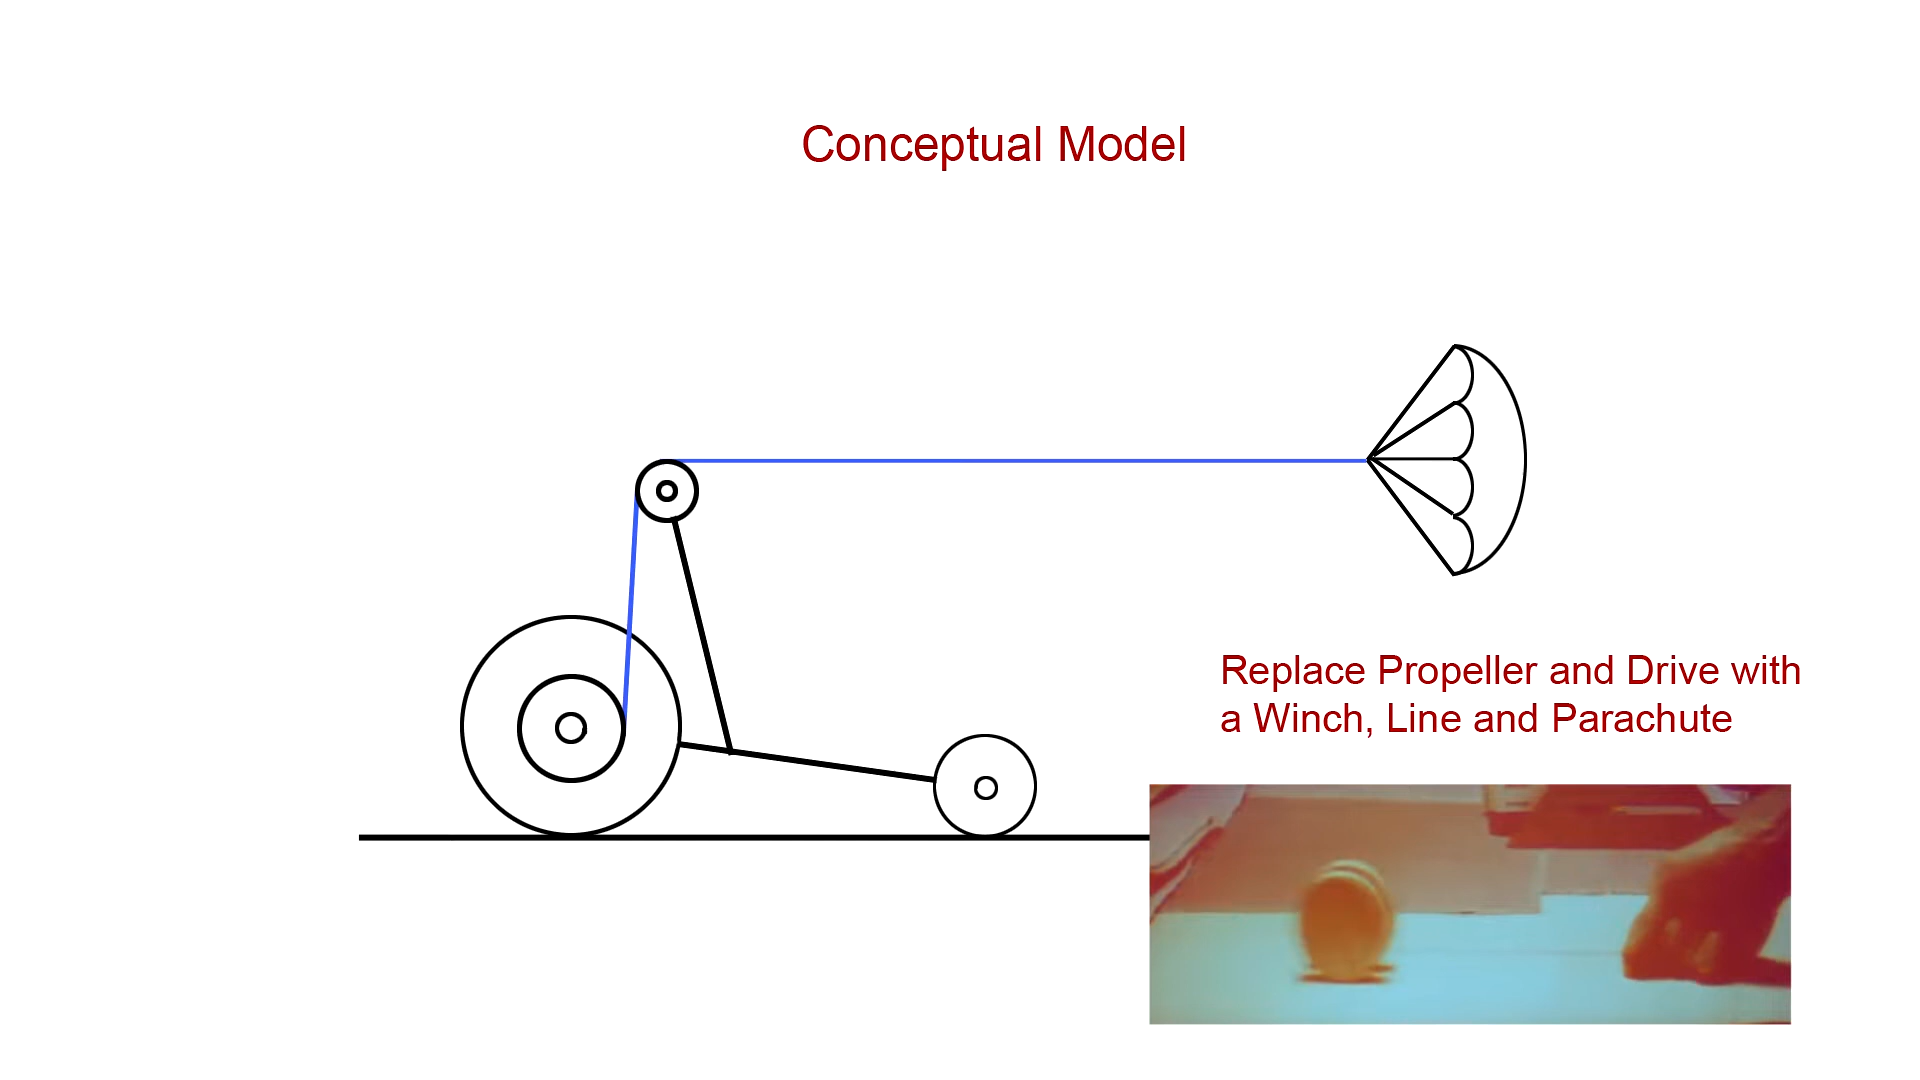 Conceptual Model
Replace Propeller and Drive with
a Winch, Line and Parachute